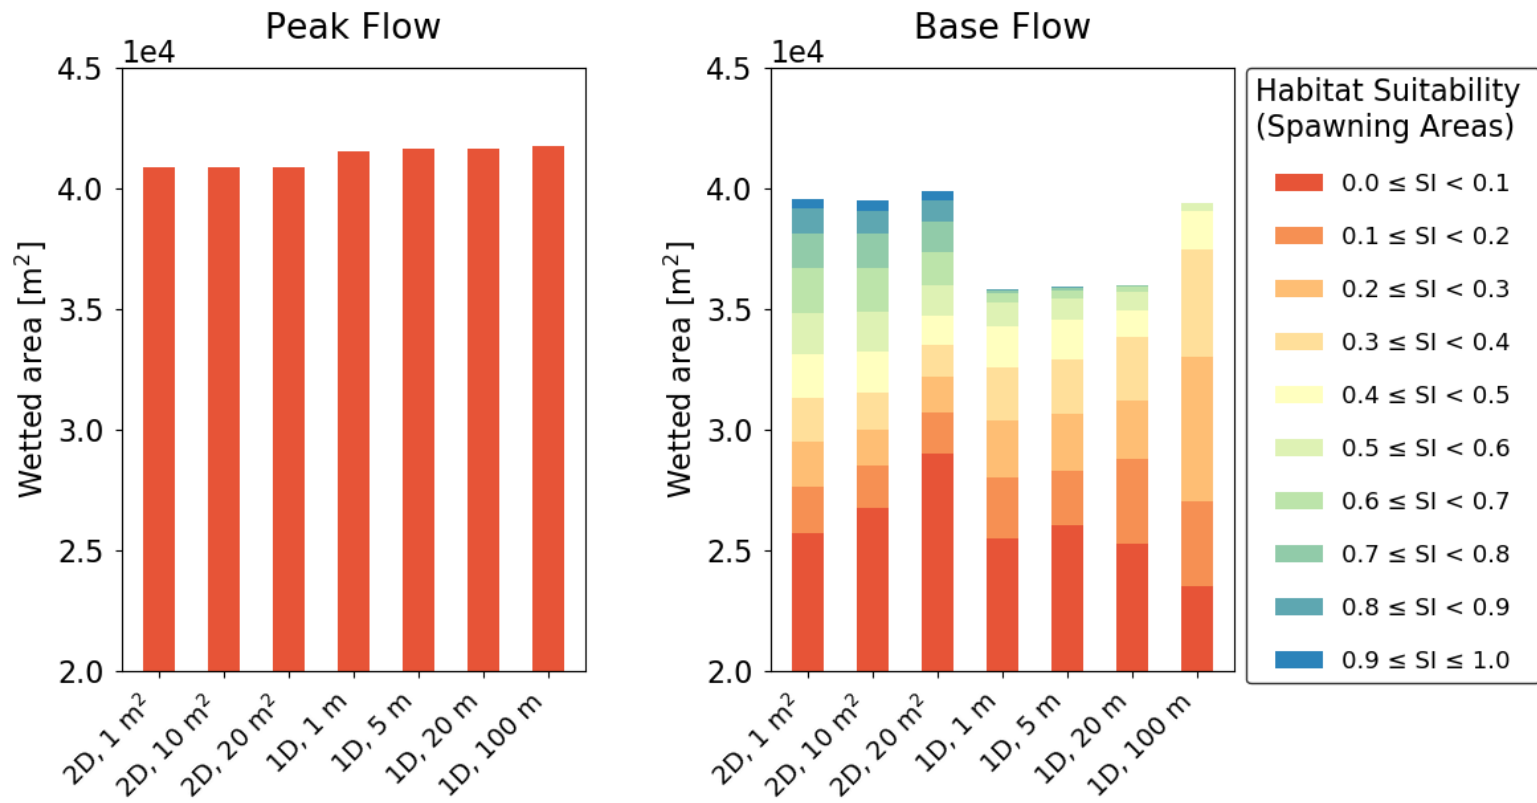 Peak Flow
1e4
4.5
4.0
3.5
3.0
2.5
2.0
Wetted area [m²]
2D, 1 m²
2D, 10 m²
2D, 20 m²
1D, 1 m
1D, 5 m
1D, 20 m
1D, 100 m
Base Flow
1e4
4.5
4.0
3.5
3.0
2.5
2.0
Wetted area [m²]
2D, 1 m²
2D, 10 m²
2D, 20 m²
1D, 1 m
1D, 5 m
1D, 20 m
1D, 100 m
Habitat Suitability
(Spawning Areas)
0.0 ≤ SI < 0.1
0.1 ≤ SI < 0.2
0.2 ≤ SI < 0.3
0.3 ≤ SI < 0.4
0.4 ≤ SI < 0.5
0.5 ≤ SI < 0.6
0.6 ≤ SI < 0.7
0.7 ≤ SI < 0.8
0.8 ≤ SI < 0.9
0.9 ≤ SI ≤ 1.0